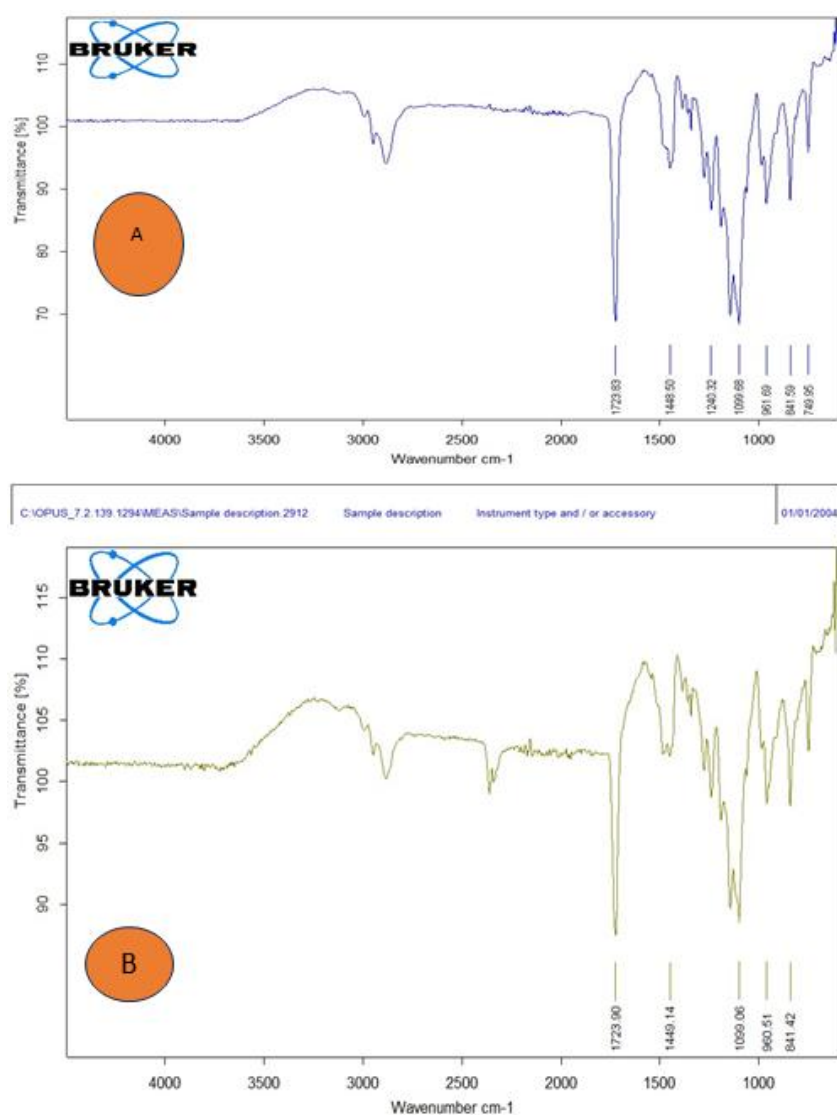 BRUKER
Transmittance [%]
110
100
90
80
70
A
1723.83
1448.50
1240.32
1099.68
961.69
841.59
749.95
4000 3500 3000 2500 2000 1500 1000
Wavenumber cm-1
C:\OPUS_7.2.139.1294\MEAS\Sample description.2912 Sample description Instrument type and / or accessory 01/01/2004
BRUKER
Transmittance [%]
115
110
105
100
95
90
B
1723.90
1449.14
1099.06
960.51
841.42
4000 3500 3000 2500 2000 1500 1000
Wavenumber cm-1